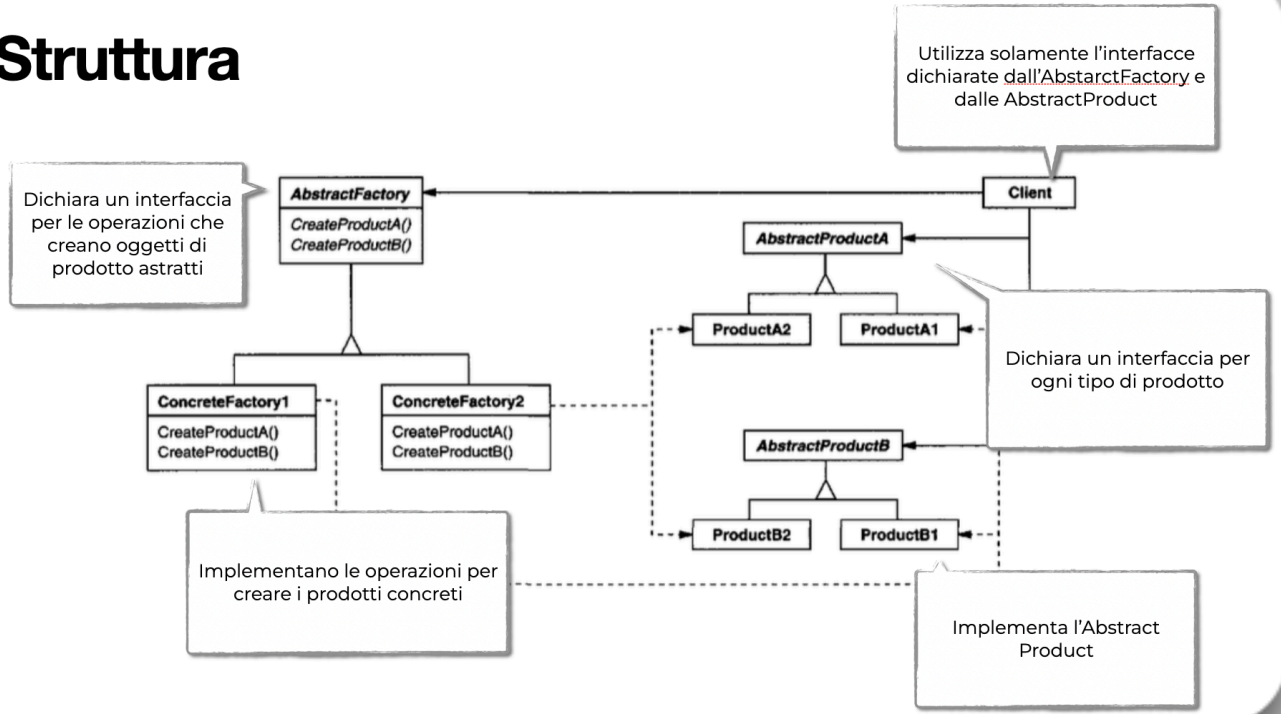 Struttura
Utilizza solamente l'interfacce
dichiarate dall'AbstarctFactory e
dalle AbstractProduct
Dichiara un interfaccia
per le operazioni che
creano oggetti di
prodotto astratti
AbstractFactory
CreateProductA()
CreateProductB()
Client
AbstractProductA
ProductA2
ProductA1
Dichiara un interfaccia per
ogni tipo di prodotto
ConcreteFactory1
CreateProductA()
CreateProductB()
ConcreteFactory2
CreateProductA()
CreateProductB()
AbstractProductB
ProductB2
ProductB1
Implementano le operazioni per
creare i prodotti concreti
Implementa l'Abstract
Product